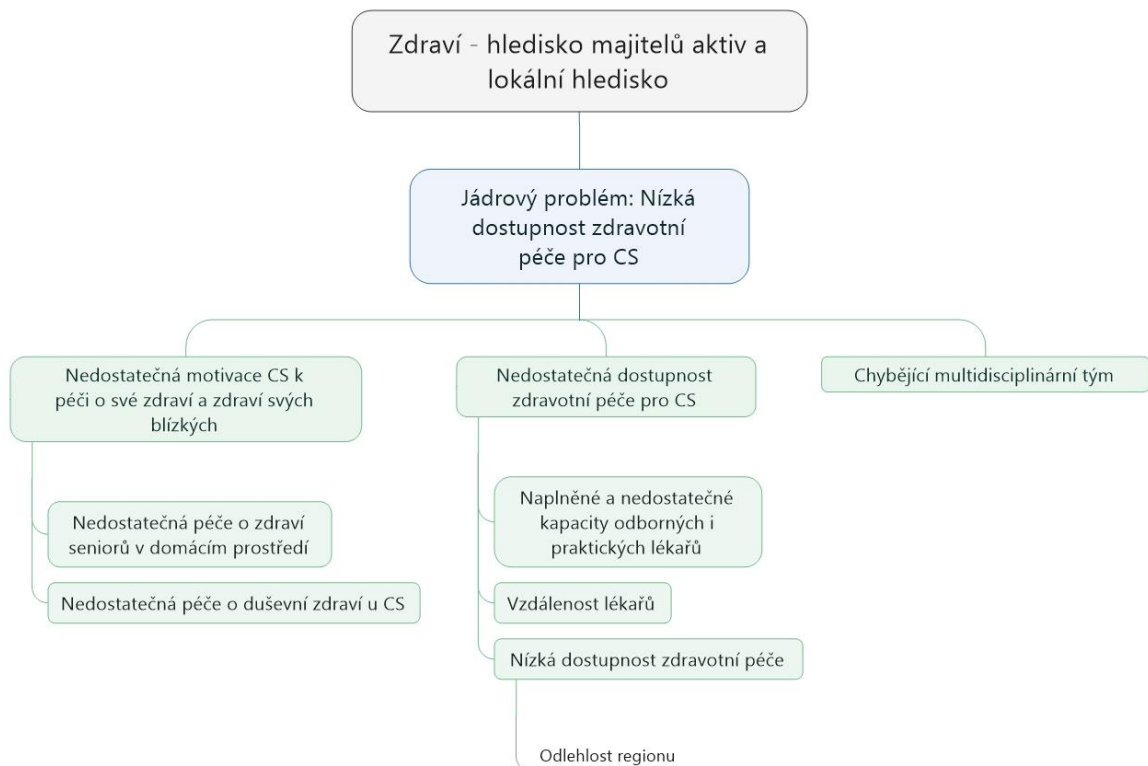 Zdraví - hledisko majitelů aktiv a
lokální hledisko
Jádrový problém: Nízká
dostupnost zdravotní
péče pro CS
Nedostatečná motivace CS k
péči o své zdraví a zdraví svých
blízkých
Nedostatečná péče o zdraví
seniorů v domácím prostředí
Nedostatečná péče o duševní zdraví u CS
Nedostatečná dostupnost
zdravotní péče pro CS
Naplněné a nedostatečné
kapacity odborných i
praktických lékařů
Vzdálenost lékařů
Nízká dostupnost zdravotní péče
Odlehlost regionu
Chybějící multidisciplinární tým